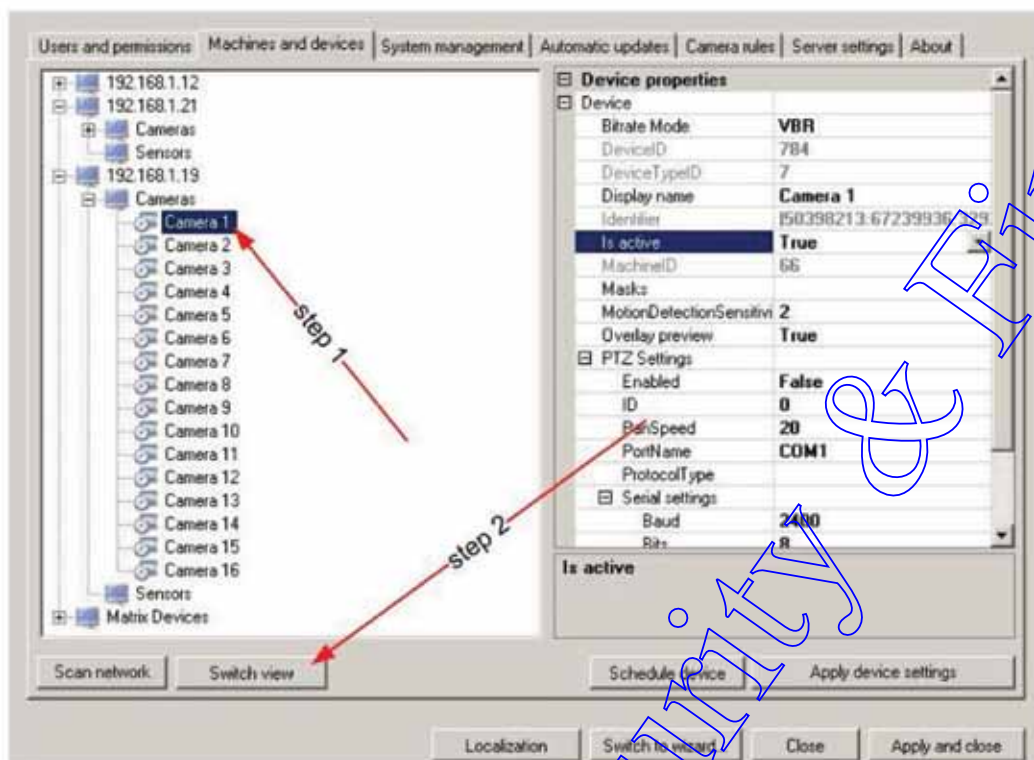 Users and permissions Machines and devices System management Automatic updates Camera rules Server settings About
192.168.1.12
192.168.1.21
Cameras
Sensors
192.168.1.19
Cameras
Camera 1
Camera 2
Camera 3
Camera 4
Camera 5
Camera 6
Camera 7
Camera 8
Camera 9
Camera 10
Camera 11
Camera 12
Camera 13
Camera 14
Camera 15
Camera 16
Sensors
Matrix Devices
step 1
step 2
Device properties
Device
Bitrate Mode VBR
DeviceID 784
DeviceTypeID 7
Display name Camera 1
Identifier
Is active True
MachineID 66
Masks
MotionDetectionSensitivi 2
Overlay preview True
PTZ Settings
Enabled False
ID 0
PanSpeed 20
PortName COM1
ProtocolType
Serial settings
Baud 2400
Bits 8
Is active
Scan network Switch view Schedule device Apply device settings
Localization Switch to wizard Close Apply and close
&